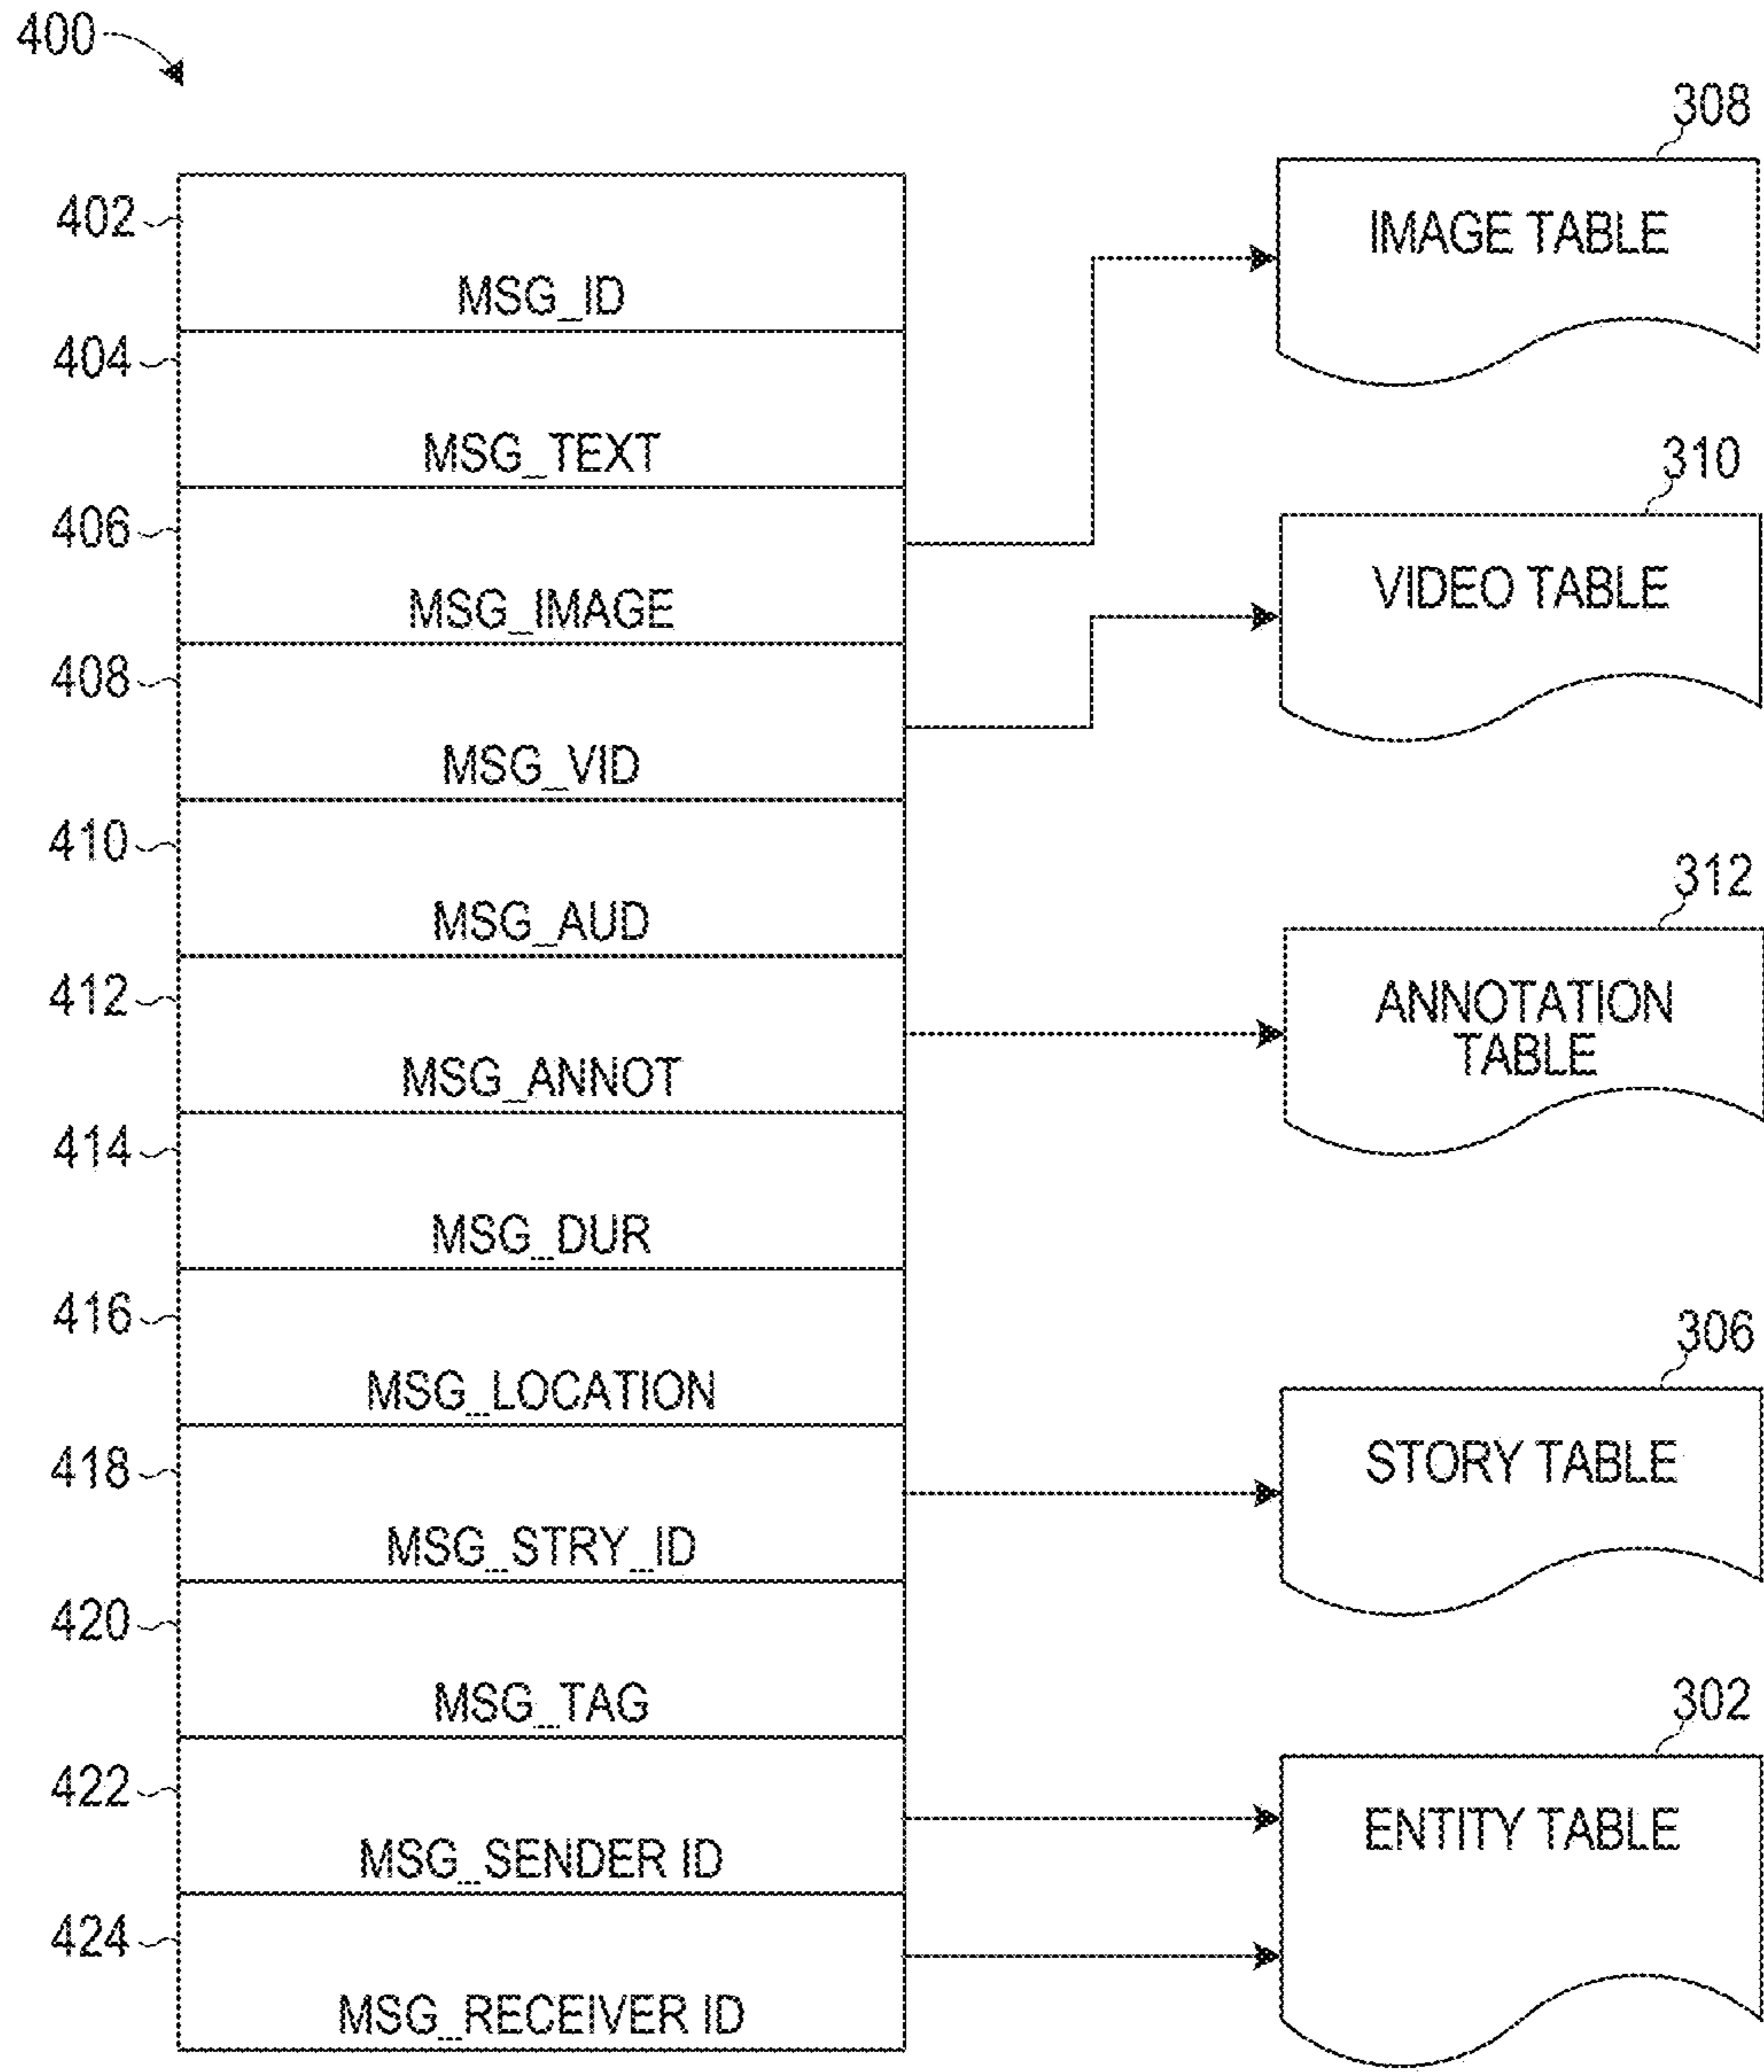 400
308
402
IMAGE TABLE
MSG_ID
404
MSG_TEXT
310
406
VIDEO TABLE
MSG_IMAGE
408
MSG_VID
410
312
MSG_AUD
412
ANNOTATION
TABLE
MSG_ANNOT
414
MSG_DUR
416
306
MSG_LOCATION
418
STORY TABLE
MSG_STRY_ID
420
302
MSG_TAG
422
ENTITY TABLE
MSG_SENDER ID
424
MSG_RECEIVER ID